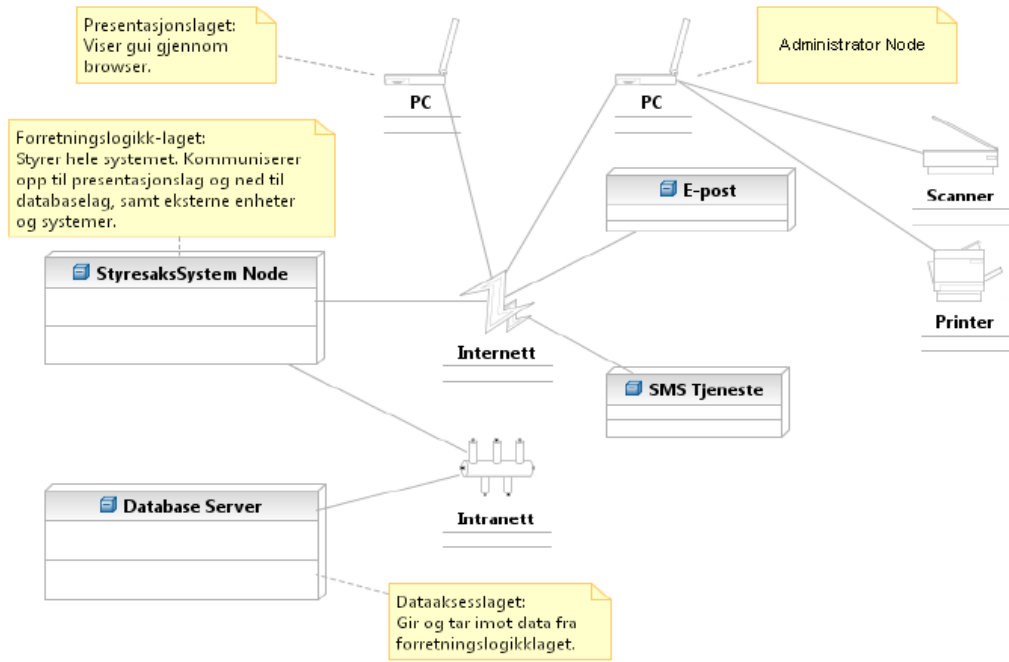 Presentasjonslaget:
Viser gui gjennom
browser.
Administrator Node
PC
PC
Forretningslogikk-laget:
Styrer hele systemet. Kommuniserer
opp til presentasjonslag og ned til
databaselag, samt eksterne enheter
og systemer.
E-post
Scanner
StyresaksSystem Node
Printer
Internett
SMS Tjeneste
Database Server
Intranett
Dataaksesslaget:
Gir og tar imot data fra
forretningslogikklaget.